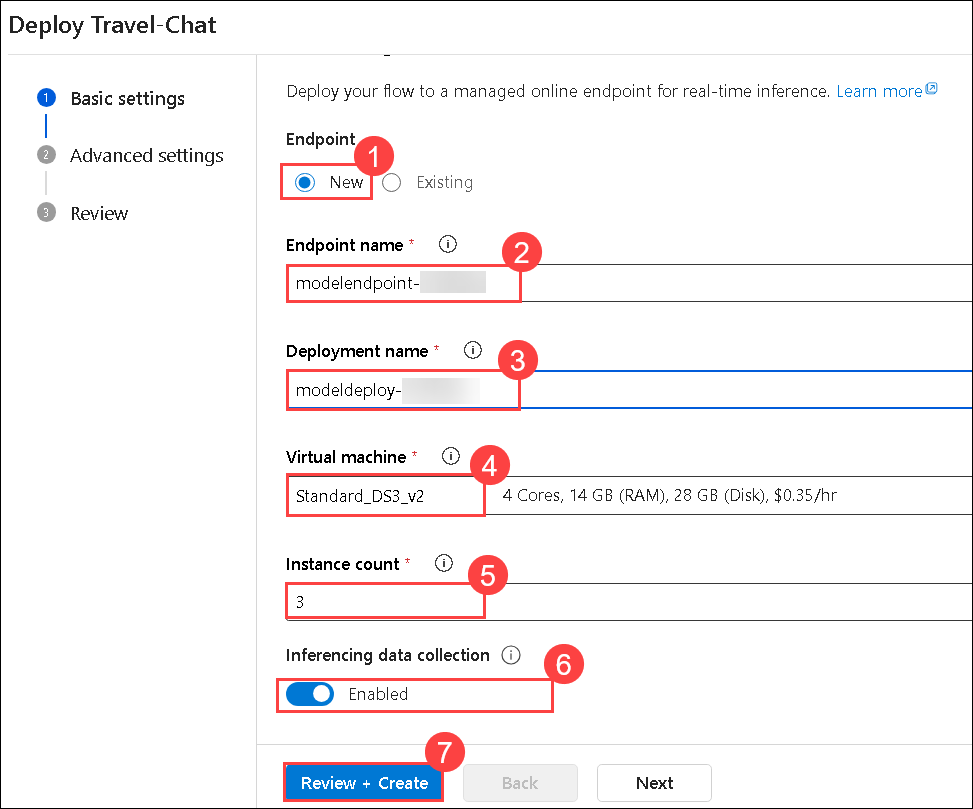 Deploy Travel-Chat
1 Basic settings
2 Advanced settings
3 Review
Deploy your flow to a managed online endpoint for real-time inference. Learn more
Endpoint
1
New Existing
Endpoint name *
2
modelendpoint-
Deployment name *
3
modeldeploy-
Virtual machine *
4
Standard_DS3_v2 4 Cores, 14 GB (RAM), 28 GB (Disk), $0.35/hr
Instance count *
5
3
Inferencing data collection
6
Enabled
7
Review + Create Back Next